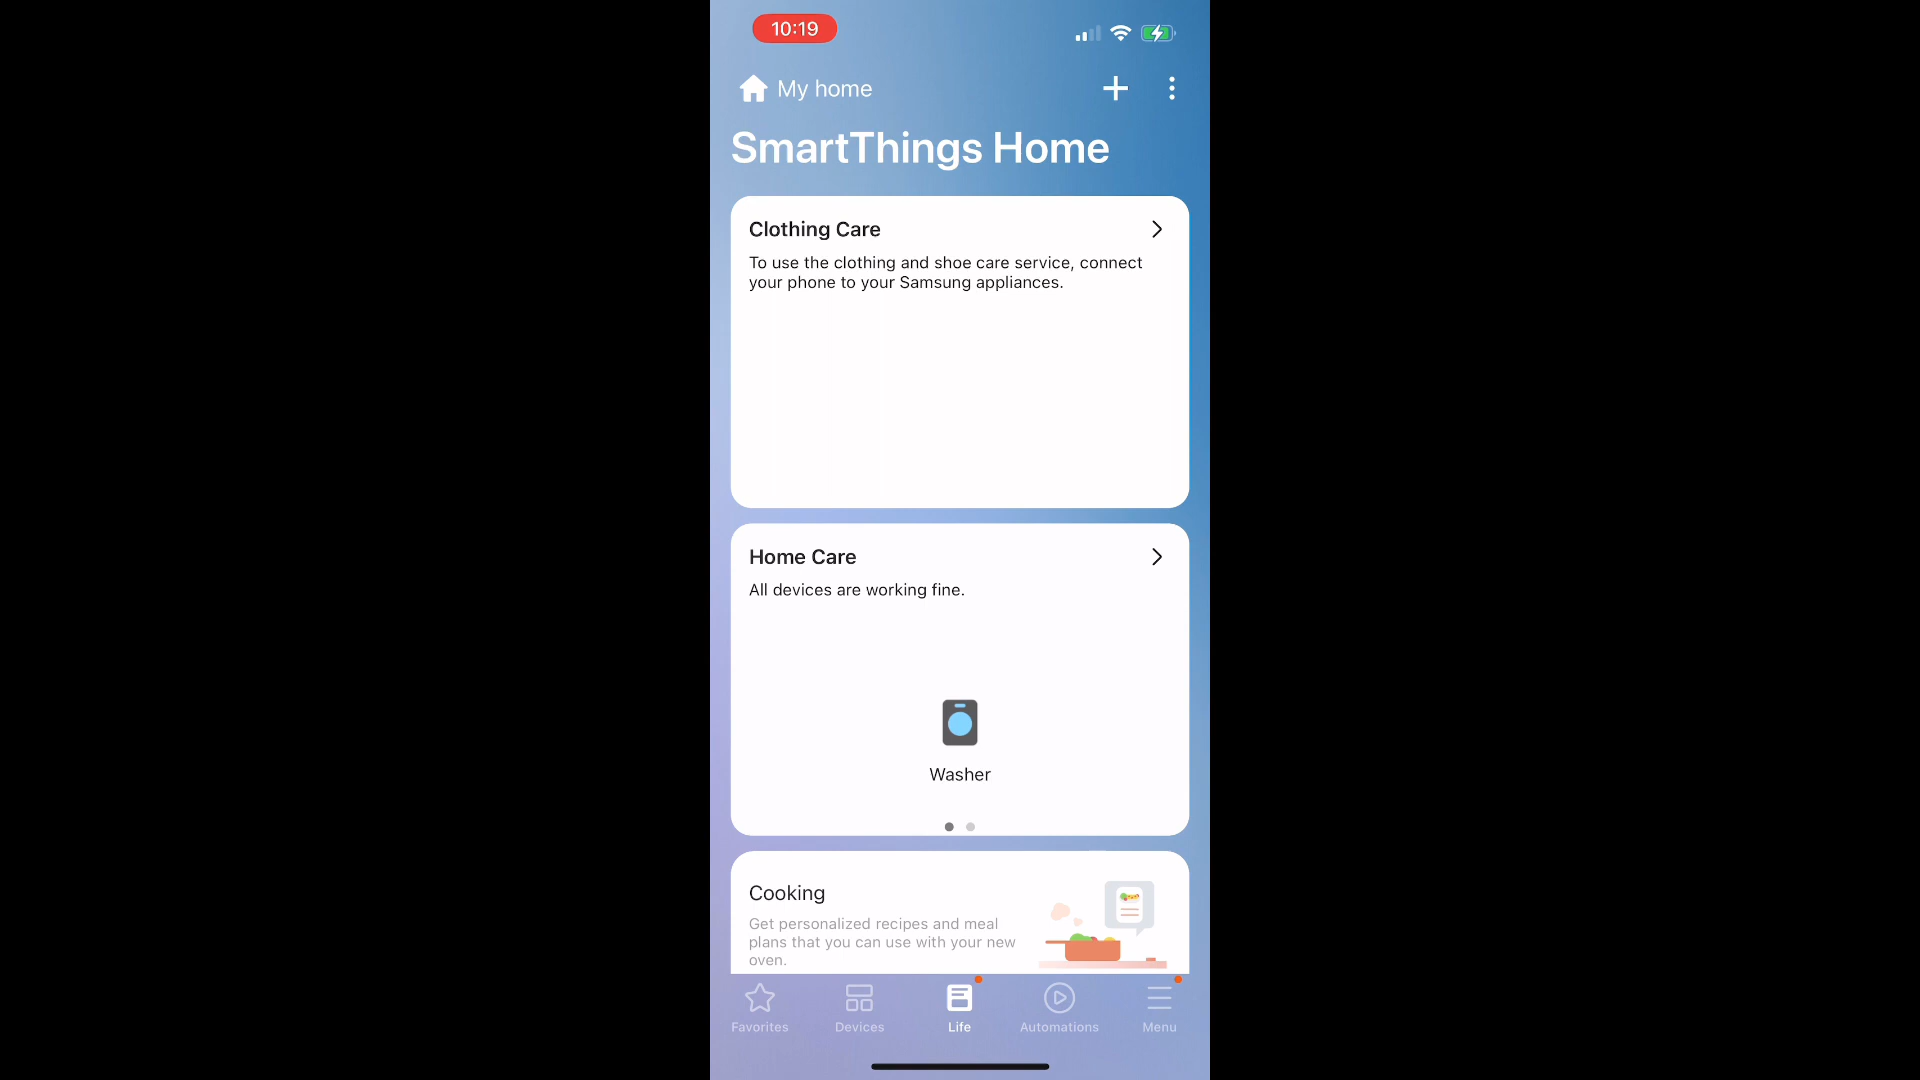 10:19
My home
SmartThings Home
Clothing Care
To use the clothing and shoe care service, connect
your phone to your Samsung appliances.
Home Care
All devices are working fine.
Washer
Cooking
Get personalized recipes and meal
plans that you can use with your new
oven.
Favorites
Devices
Life
Automations
Menu